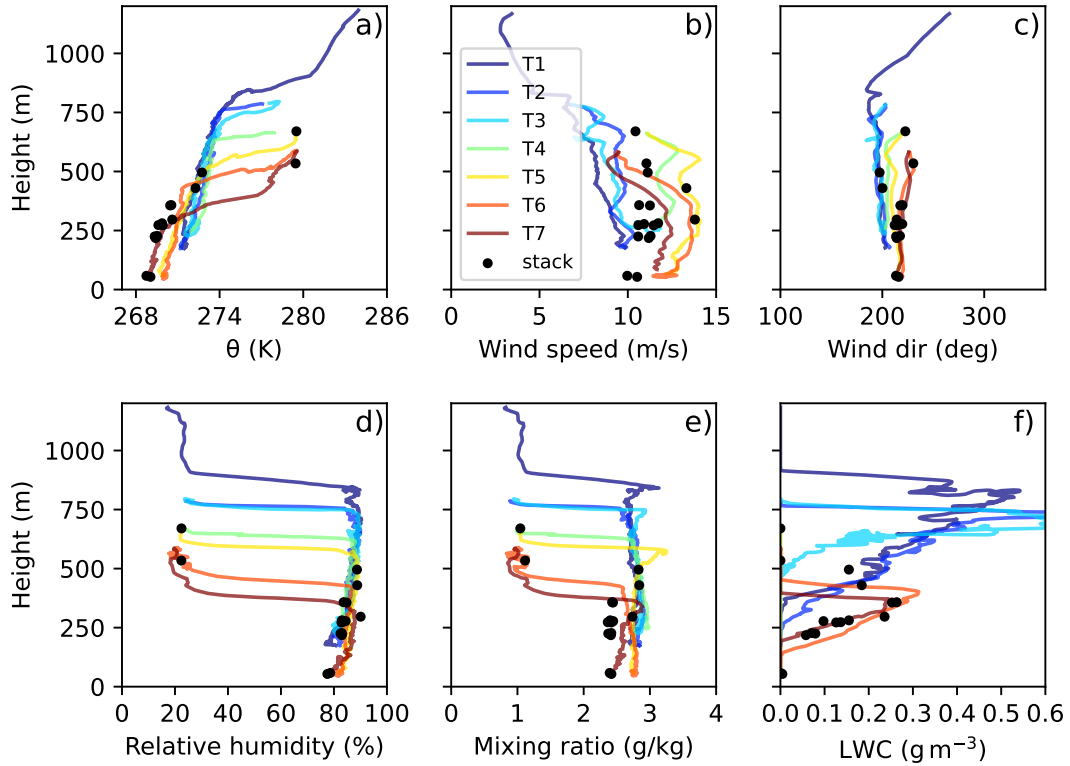 a)
1000
750
500
250
0
Height (m)
268
274
280
286
θ (K)
b)
T1
T2
T3
T4
T5
T6
T7
stack
0
5
10
15
Wind speed (m/s)
c)
100
200
300
Wind dir (deg)
d)
1000
750
500
250
0
Height (m)
0
20
40
60
80
100
Relative humidity (%)
e)
0
1
2
3
4
Mixing ratio (g/kg)
f)
0.0
0.1
0.2
0.3
0.4
0.5
0.6
LWC (g m⁻³)